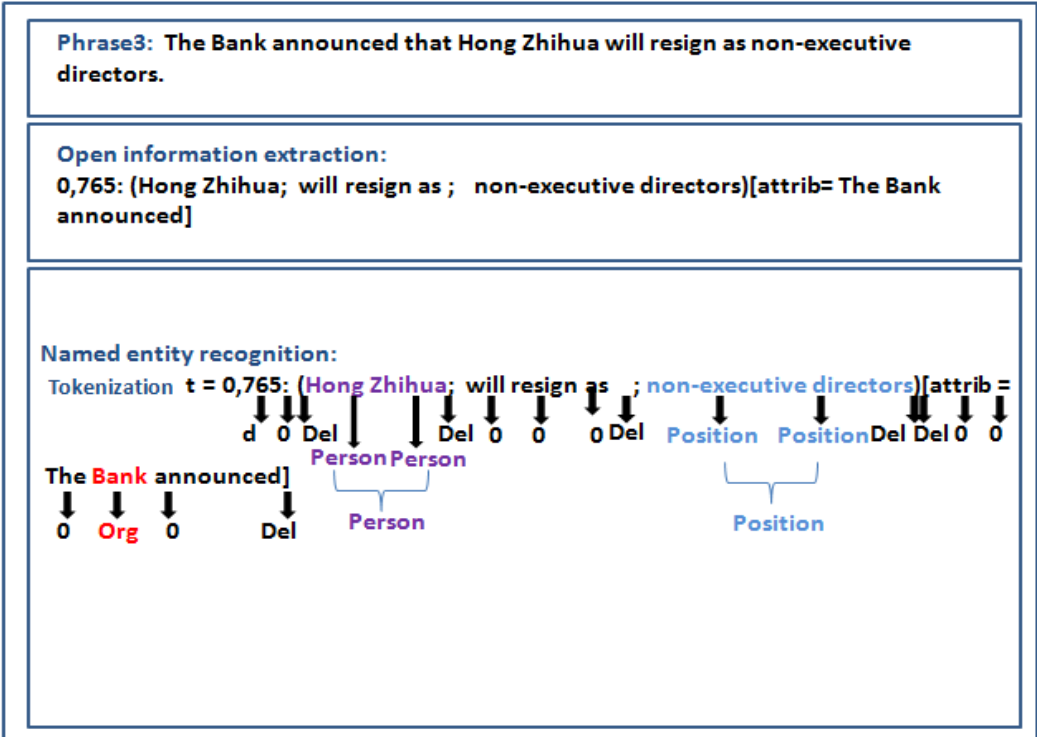 Phrase3: The Bank announced that Hong Zhihua will resign as non-executive
directors.
Open information extraction:
0,765: (Hong Zhihua; will resign as ; non-executive directors)[attrib= The Bank
announced]
Named entity recognition:
Tokenization t = 0,765: (Hong Zhihua; will resign as ; non-executive directors)[attrib =
d 0 Del Del 0 0 0 Del Position Position Del Del 0 0
Person Person
The Bank announced]
Person Position
0 Org 0 Del